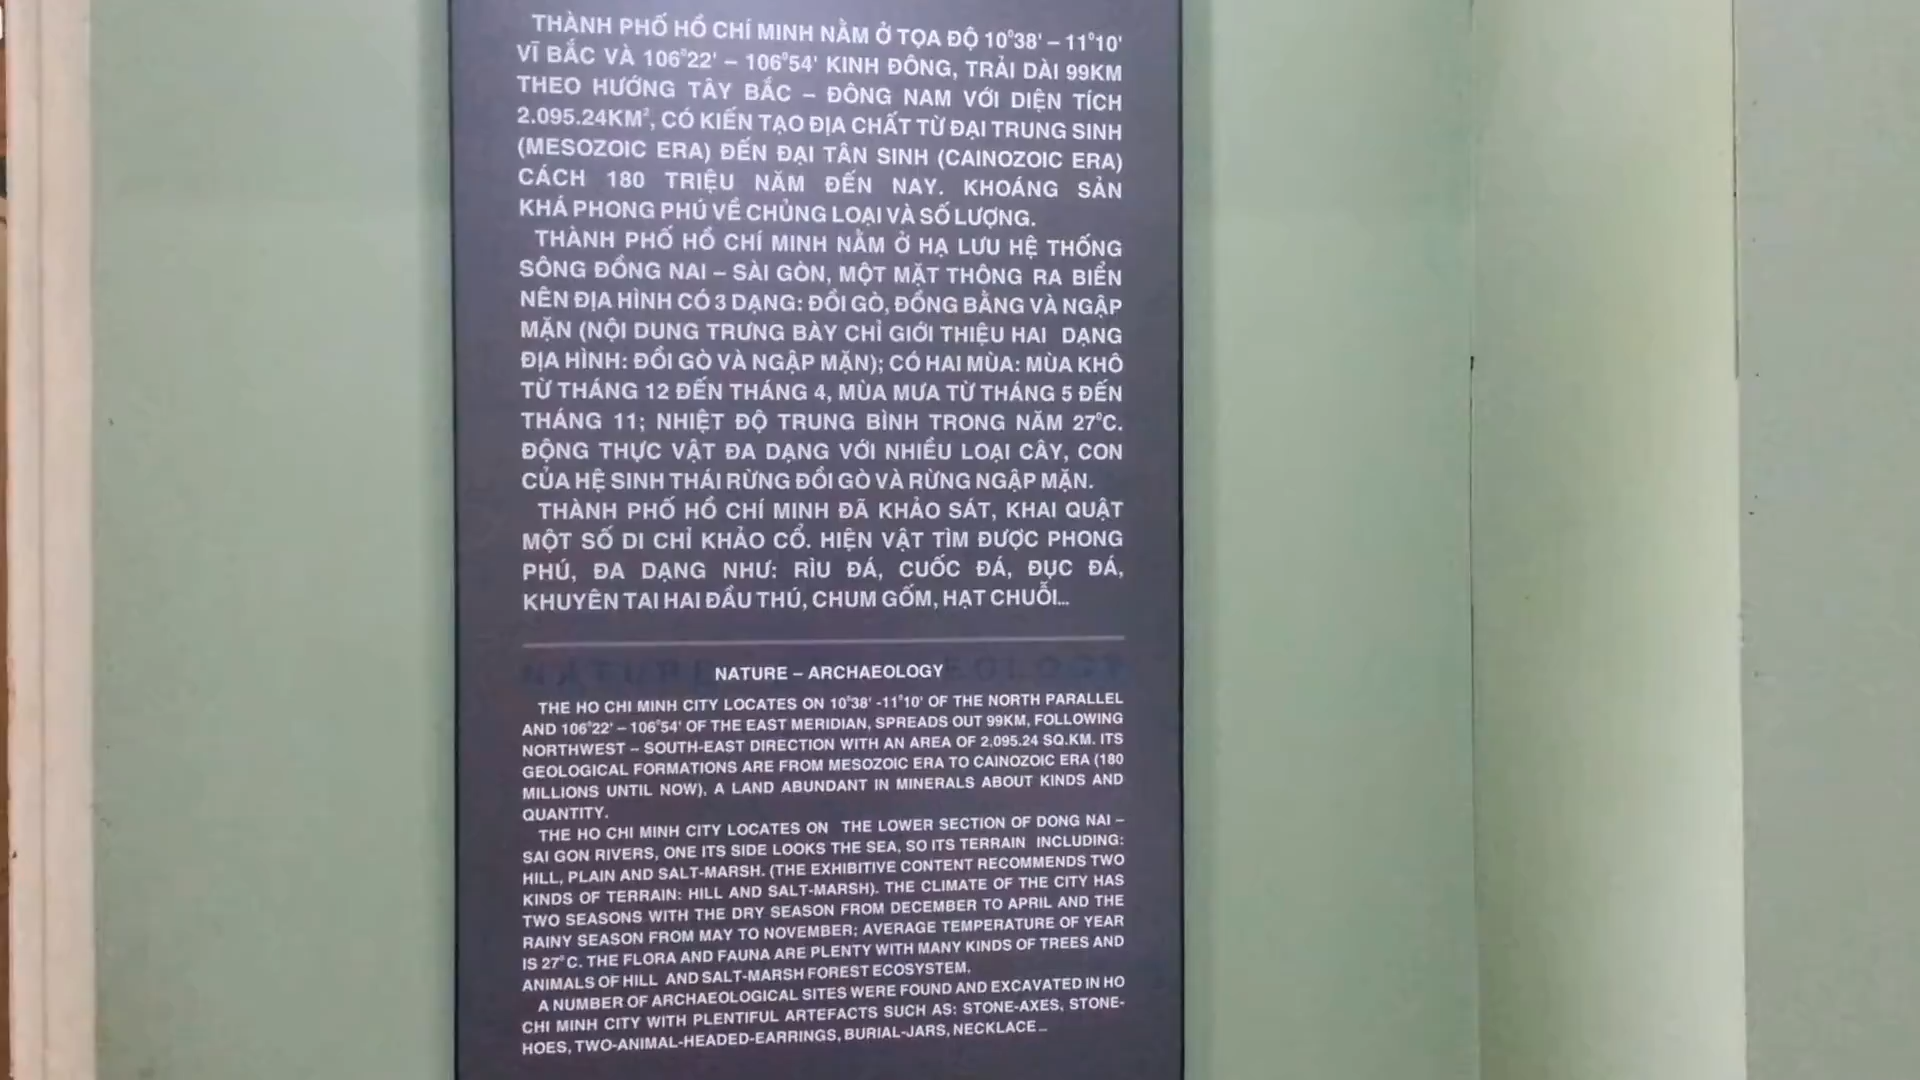 THÀNH PHỐ HỒ CHÍ MINH NẰM Ở TỌA ĐỘ 10°38' – 11°10'
VĨ BẮC VÀ 106°22' – 106°54' KINH ĐÔNG, TRẢI DÀI 99KM
THEO HƯỚNG TÂY BẮC – ĐÔNG NAM VỚI DIỆN TÍCH
2.095.24KM², CÓ KIẾN TẠO ĐỊA CHẤT TỪ ĐẠI TRUNG SINH
(MESOZOIC ERA) ĐẾN ĐẠI TÂN SINH (CAINOZOIC ERA)
CÁCH 180 TRIỆU NĂM ĐẾN NAY. KHOÁNG SẢN
KHÁ PHONG PHÚ VỀ CHỦNG LOẠI VÀ SỐ LƯỢNG.
THÀNH PHỐ HỒ CHÍ MINH NẰM Ở HẠ LƯU HỆ THỐNG
SÔNG ĐỒNG NAI – SÀI GÒN, MỘT MẶT THÔNG RA BIỂN
NÊN ĐỊA HÌNH CÓ 3 DẠNG: ĐỒI GÒ, ĐỒNG BẰNG VÀ NGẬP
MẶN (NỘI DUNG TRƯNG BÀY CHỈ GIỚI THIỆU HAI DẠNG
ĐỊA HÌNH: ĐỒI GÒ VÀ NGẬP MẶN); CÓ HAI MÙA: MÙA KHÔ
TỪ THÁNG 12 ĐẾN THÁNG 4, MÙA MƯA TỪ THÁNG 5 ĐẾN
THÁNG 11; NHIỆT ĐỘ TRUNG BÌNH TRONG NĂM 27°C.
ĐỘNG THỰC VẬT ĐA DẠNG VỚI NHIỀU LOẠI CÂY, CON
CỦA HỆ SINH THÁI RỪNG ĐỒI GÒ VÀ RỪNG NGẬP MẶN.
THÀNH PHỐ HỒ CHÍ MINH ĐÃ KHẢO SÁT, KHAI QUẬT
MỘT SỐ DI CHỈ KHẢO CỔ. HIỆN VẬT TÌM ĐƯỢC PHONG
PHÚ, ĐA DẠNG NHƯ: RÌU ĐÁ, CUỐC ĐÁ, ĐỤC ĐÁ,
KHUYÊN TAI HAI ĐẦU THÚ, CHUM GỐM, HẠT CHUỖI...
NATURE – ARCHAEOLOGY
THE HO CHI MINH CITY LOCATES ON 10°38' -11°10' OF THE NORTH PARALLEL
AND 106°22' – 106°54' OF THE EAST MERIDIAN, SPREADS OUT 99KM, FOLLOWING
NORTHWEST – SOUTH-EAST DIRECTION WITH AN AREA OF 2,095.24 SQ.KM. ITS
GEOLOGICAL FORMATIONS ARE FROM MESOZOIC ERA TO CAINOZOIC ERA (180
MILLIONS UNTIL NOW), A LAND ABUNDANT IN MINERALS ABOUT KINDS AND
QUANTITY.
THE HO CHI MINH CITY LOCATES ON THE LOWER SECTION OF DONG NAI –
SAI GON RIVERS, ONE ITS SIDE LOOKS THE SEA, SO ITS TERRAIN INCLUDING:
HILL, PLAIN AND SALT-MARSH. (THE EXHIBITIVE CONTENT RECOMMENDS TWO
KINDS OF TERRAIN: HILL AND SALT-MARSH). THE CLIMATE OF THE CITY HAS
TWO SEASONS WITH THE DRY SEASON FROM DECEMBER TO APRIL AND THE
RAINY SEASON FROM MAY TO NOVEMBER; AVERAGE TEMPERATURE OF YEAR
IS 27°C. THE FLORA AND FAUNA ARE PLENTY WITH MANY KINDS OF TREES AND
ANIMALS OF HILL AND SALT-MARSH FOREST ECOSYSTEM.
A NUMBER OF ARCHAEOLOGICAL SITES WERE FOUND AND EXCAVATED IN HO
CHI MINH CITY WITH PLENTIFUL ARTEFACTS SUCH AS: STONE-AXES, STONE-
HOES, TWO-ANIMAL-HEADED-EARRINGS, BURIAL-JARS, NECKLACE...